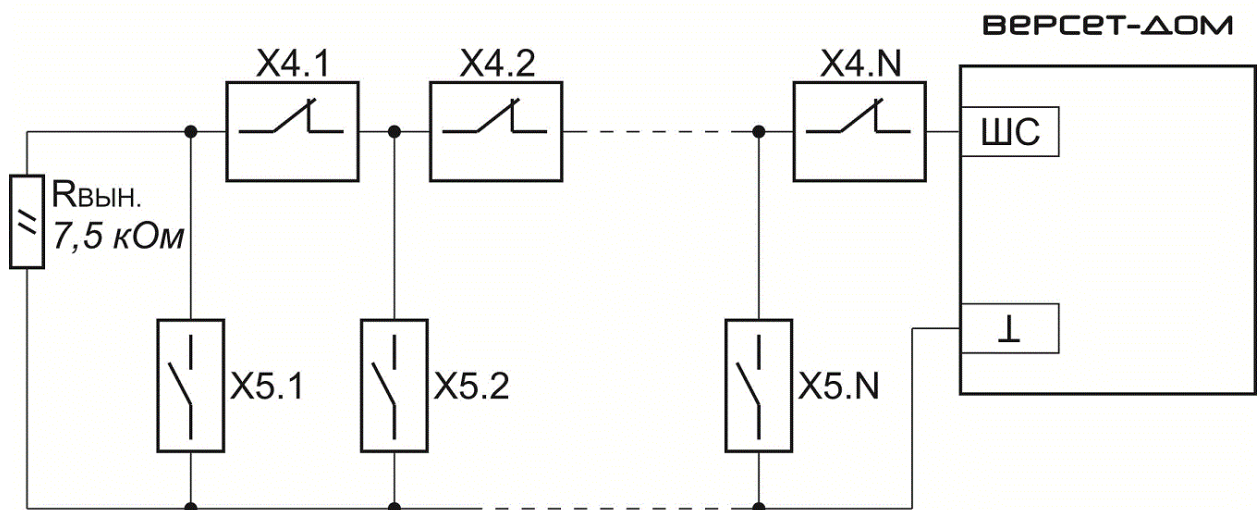 ВЕРСЕТ-ДОМ
X4.1
X4.2
X4.N
ШС
Rвын.
7,5 кОм
X5.1
X5.2
X5.N
⊥